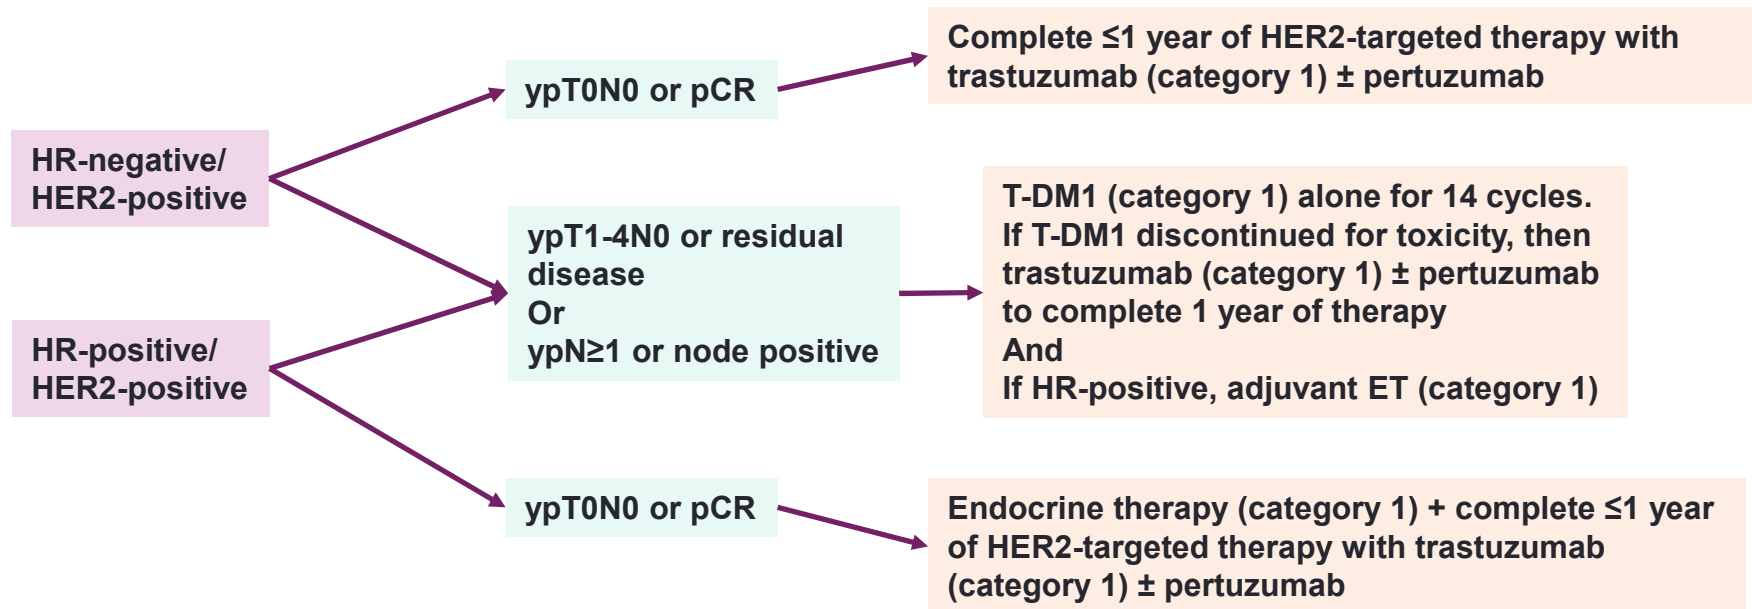 HR-negative/
HER2-positive
HR-positive/
HER2-positive
ypT0N0 or pCR
ypT1-4N0 or residual
disease
Or
ypN≥1 or node positive
ypT0N0 or pCR
Complete ≤1 year of HER2-targeted therapy with
trastuzumab (category 1) ± pertuzumab
T-DM1 (category 1) alone for 14 cycles.
If T-DM1 discontinued for toxicity, then
trastuzumab (category 1) ± pertuzumab
to complete 1 year of therapy
And
If HR-positive, adjuvant ET (category 1)
Endocrine therapy (category 1) + complete ≤1 year
of HER2-targeted therapy with trastuzumab
(category 1) ± pertuzumab